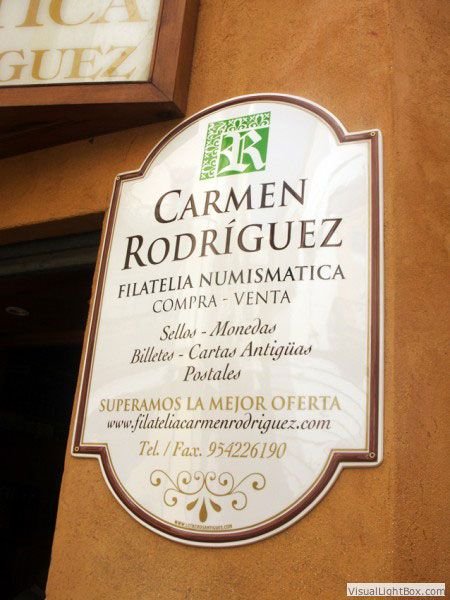 TICA
GUEZ
R
CARMEN
RODRÍGUEZ
FILATELIA NUMISMATICA
COMPRA - VENTA
Sellos - Monedas
Billetes - Cartas Antigüas
Postales
SUPERAMOS LA MEJOR OFERTA
www.filateliacarmenrodriguez.com
Tel. / Fax. 954226190
VisualLightBox.com